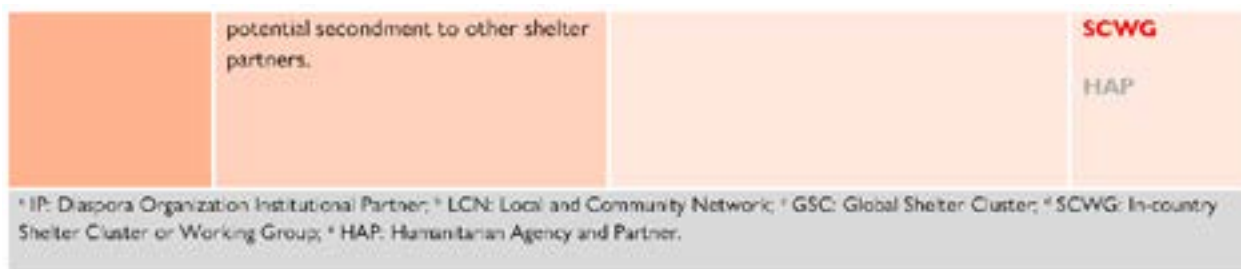 potential secondment to other shelter
partners.
SCWG
HAP
ᵃ IP: Diaspora Organization Institutional Partner; ᵇ LCN: Local and Community Network; ᶜ GSC: Global Shelter Cluster; ᵈ SCWG: In-country
Shelter Cluster or Working Group; ᵉ HAP: Humanitarian Agency and Partner.